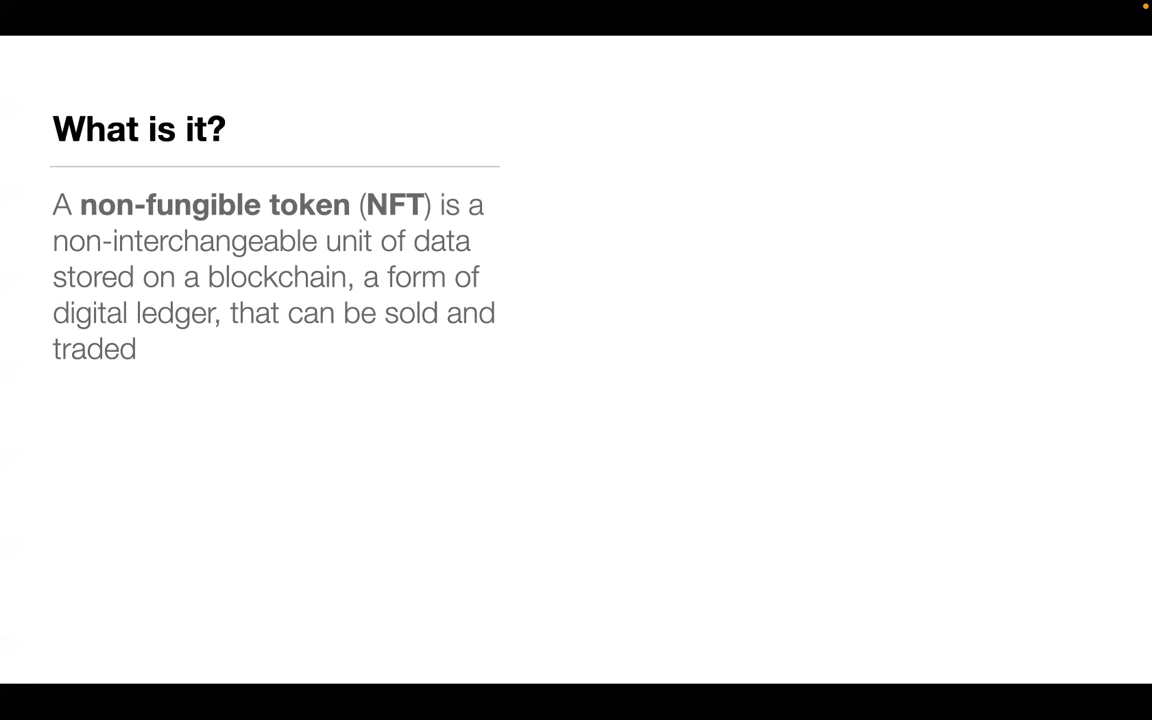 What is it?
A non-fungible token (NFT) is a
non-interchangeable unit of data
stored on a blockchain, a form of
digital ledger, that can be sold and
traded